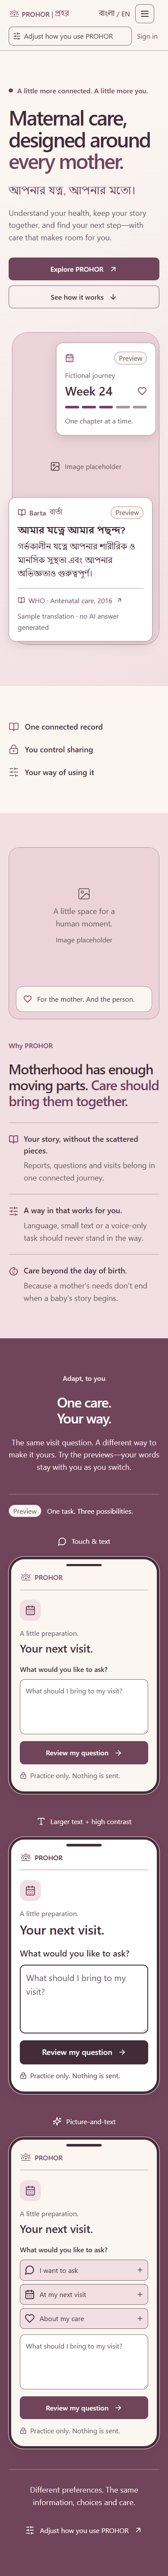 PROHOR | প্রহর
বাংলা / EN
Adjust how you use PROHOR
Sign in
A little more connected. A little more you.
Maternal care,
designed around
every mother.
আপনার যত্ন, আপনার মতো।
Understand your health, keep your story
together, and find your next step—with
care that makes room for you.
Explore PROHOR
See how it works
Preview
Fictional journey
Week 24
One chapter at a time.
Image placeholder
Barta বার্তা
Preview
আমার যত্নে আমার পছন্দ?
গর্ভকালীন যত্নে আপনার শারীরিক ও
মানসিক সুস্থতা এবং আপনার
অভিজ্ঞতাও গুরুত্বপূর্ণ।
WHO · Antenatal care, 2016
Sample translation · no AI answer
generated
One connected record
You control sharing
Your way of using it
A little space for a
human moment.
Image placeholder
For the mother. And the person.
Why PROHOR
Motherhood has enough
moving parts. Care should
bring them together.
Your story, without the scattered
pieces.
Reports, questions and visits belong in
one connected journey.
A way in that works for you.
Language, small text or a voice-only
task should never stand in the way.
Care beyond the day of birth.
Because a mother's needs don't end
when a baby's story begins.
Adapt, to you
One care.
Your way.
The same visit question. A different way to
make it yours. Try the previews—your words
stay with you as you switch.
Preview
One task. Three possibilities.
Touch & text
PROHOR
A little preparation.
Your next visit.
What would you like to ask?
What should I bring to my visit?
Review my question
Practice only. Nothing is sent.
Larger text + high contrast
PROHOR
A little preparation.
Your next visit.
What would you like to ask?
What should I bring to my
visit?
Review my question
Practice only. Nothing is sent.
Picture-and-text
PROHOR
A little preparation.
Your next visit.
What would you like to ask?
I want to ask
At my next visit
About my care
What should I bring to my visit?
Review my question
Practice only. Nothing is sent.
Different preferences. The same
information, choices and care.
Adjust how you use PROHOR